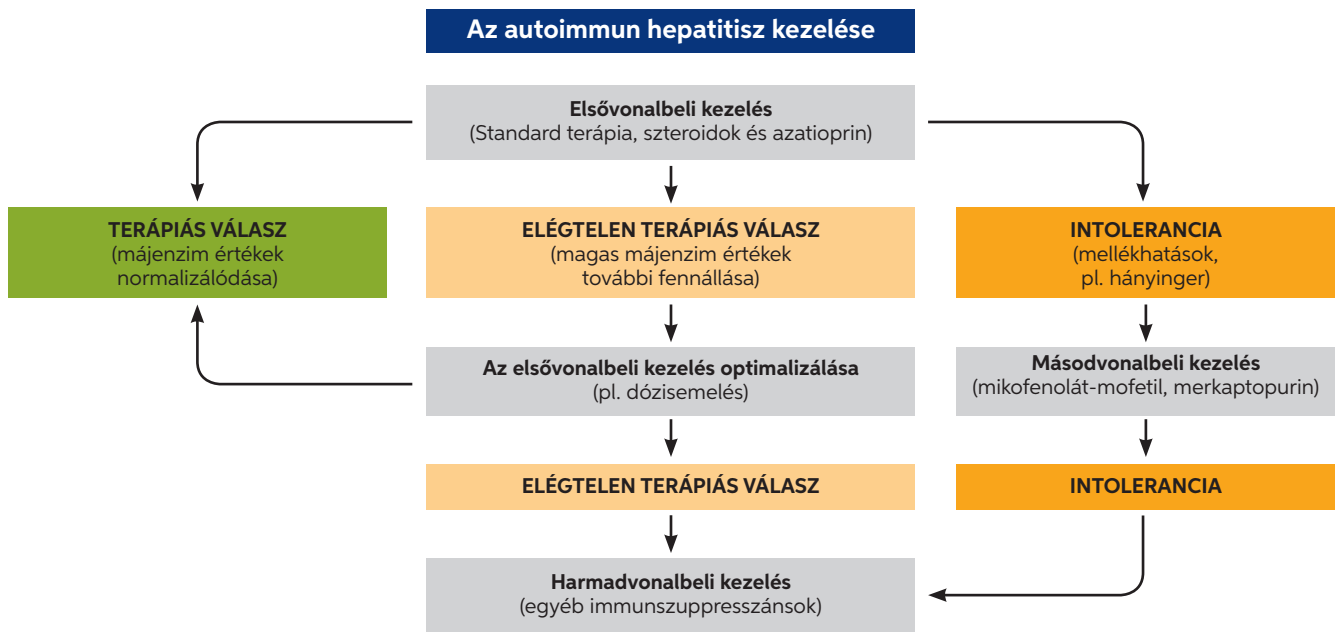 Az autoimmun hepatitisz kezelése
Elsővonalbeli kezelés
(Standard terápia, szteroidok és azatioprin)
TERÁPIÁS VÁLASZ
(májenzim értékek
normalizálódása)
ELÉGTELEN TERÁPIÁS VÁLASZ
(magas májenzim értékek
további fennállása)
INTOLERANCIA
(mellékhatások,
pl. hányinger)
Az elsővonalbeli kezelés optimalizálása
(pl. dózisemelés)
Másodvonalbeli kezelés
(mikofenolát-mofetil, merkaptopurin)
ELÉGTELEN TERÁPIÁS VÁLASZ
INTOLERANCIA
Harmadvonalbeli kezelés
(egyéb immunszuppresszánsok)